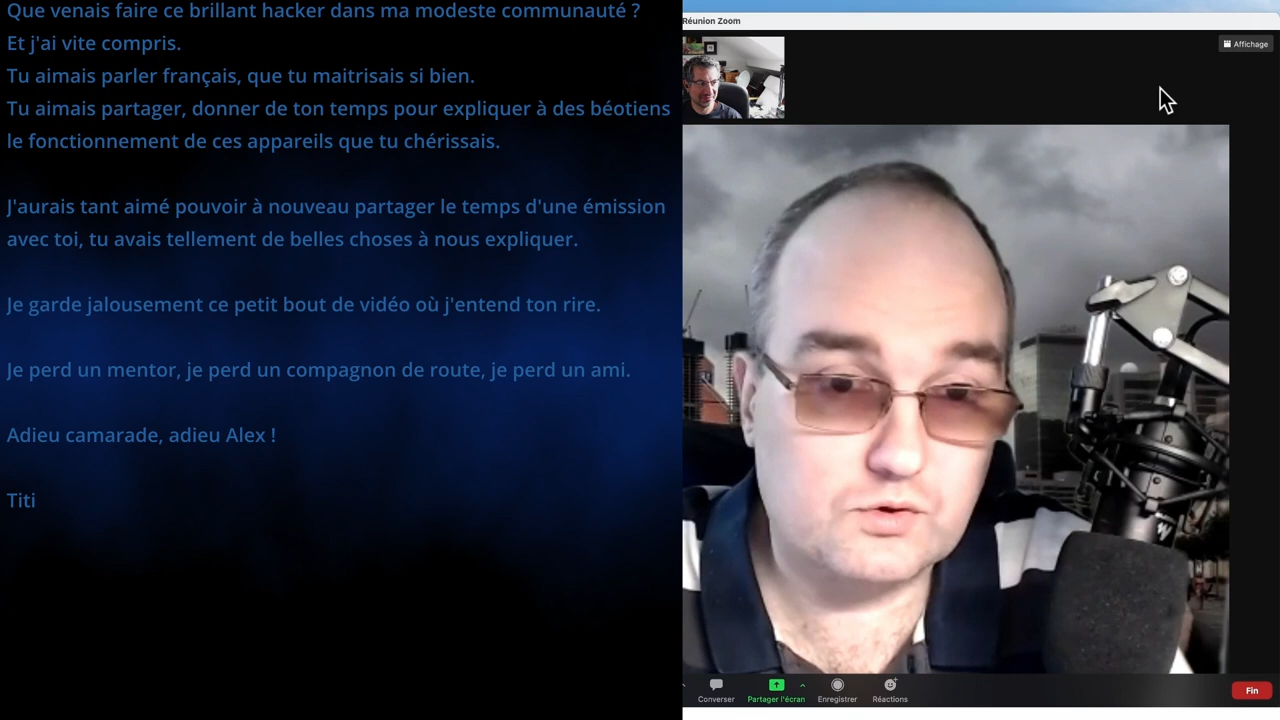 Que venais faire ce brillant hacker dans ma modeste communauté ?
Et j'ai vite compris.
Tu aimais parler français, que tu maitrisais si bien.
Tu aimais partager, donner de ton temps pour expliquer à des béotiens
le fonctionnement de ces appareils que tu chérissais.
J'aurais tant aimé pouvoir à nouveau partager le temps d'une émission
avec toi, tu avais tellement de belles choses à nous expliquer.
Je garde jalousement ce petit bout de vidéo où j'entend ton rire.
Je perd un mentor, je perd un compagnon de route, je perd un ami.
Adieu camarade, adieu Alex !
Titi
Réunion Zoom
Affichage
Converser
Partager l'écran
Enregistrer
Réactions
Fin